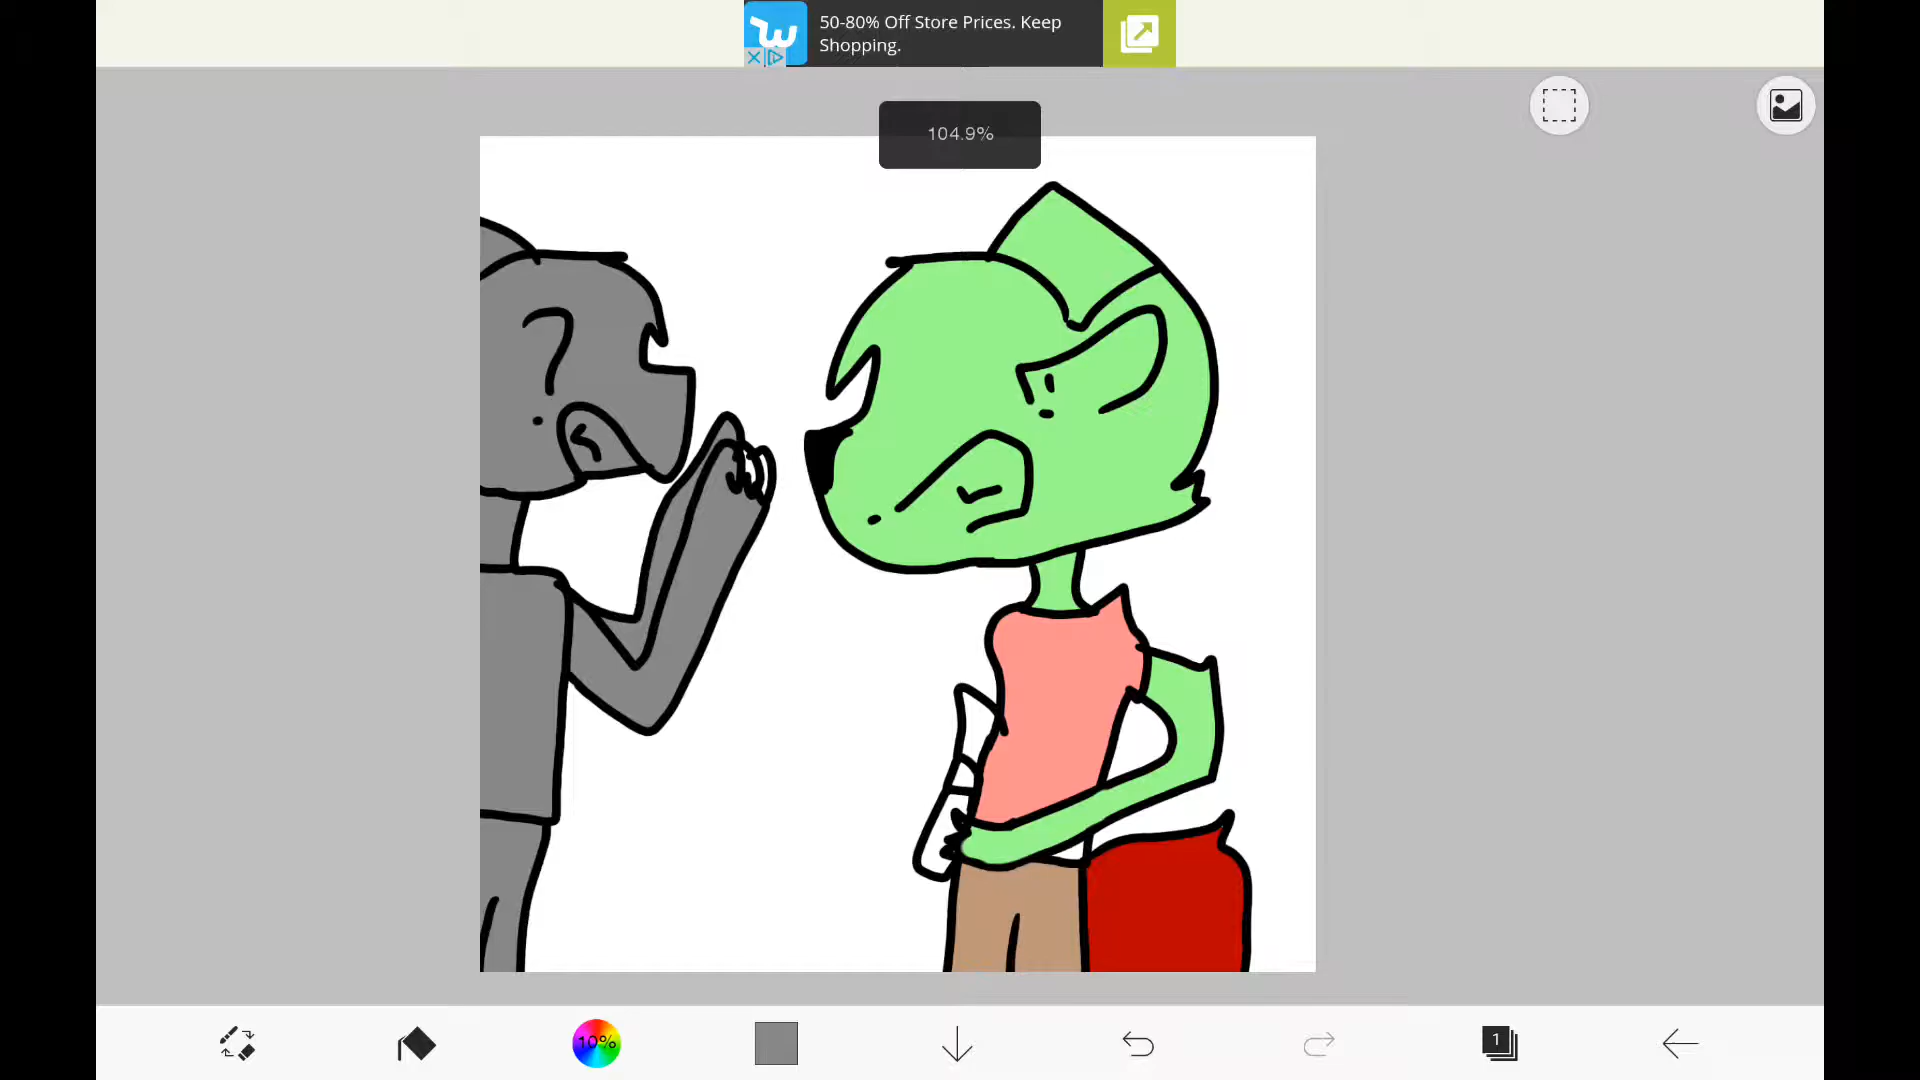 50-80% Off Store Prices. Keep
Shopping.
104.9%
?
10%
1